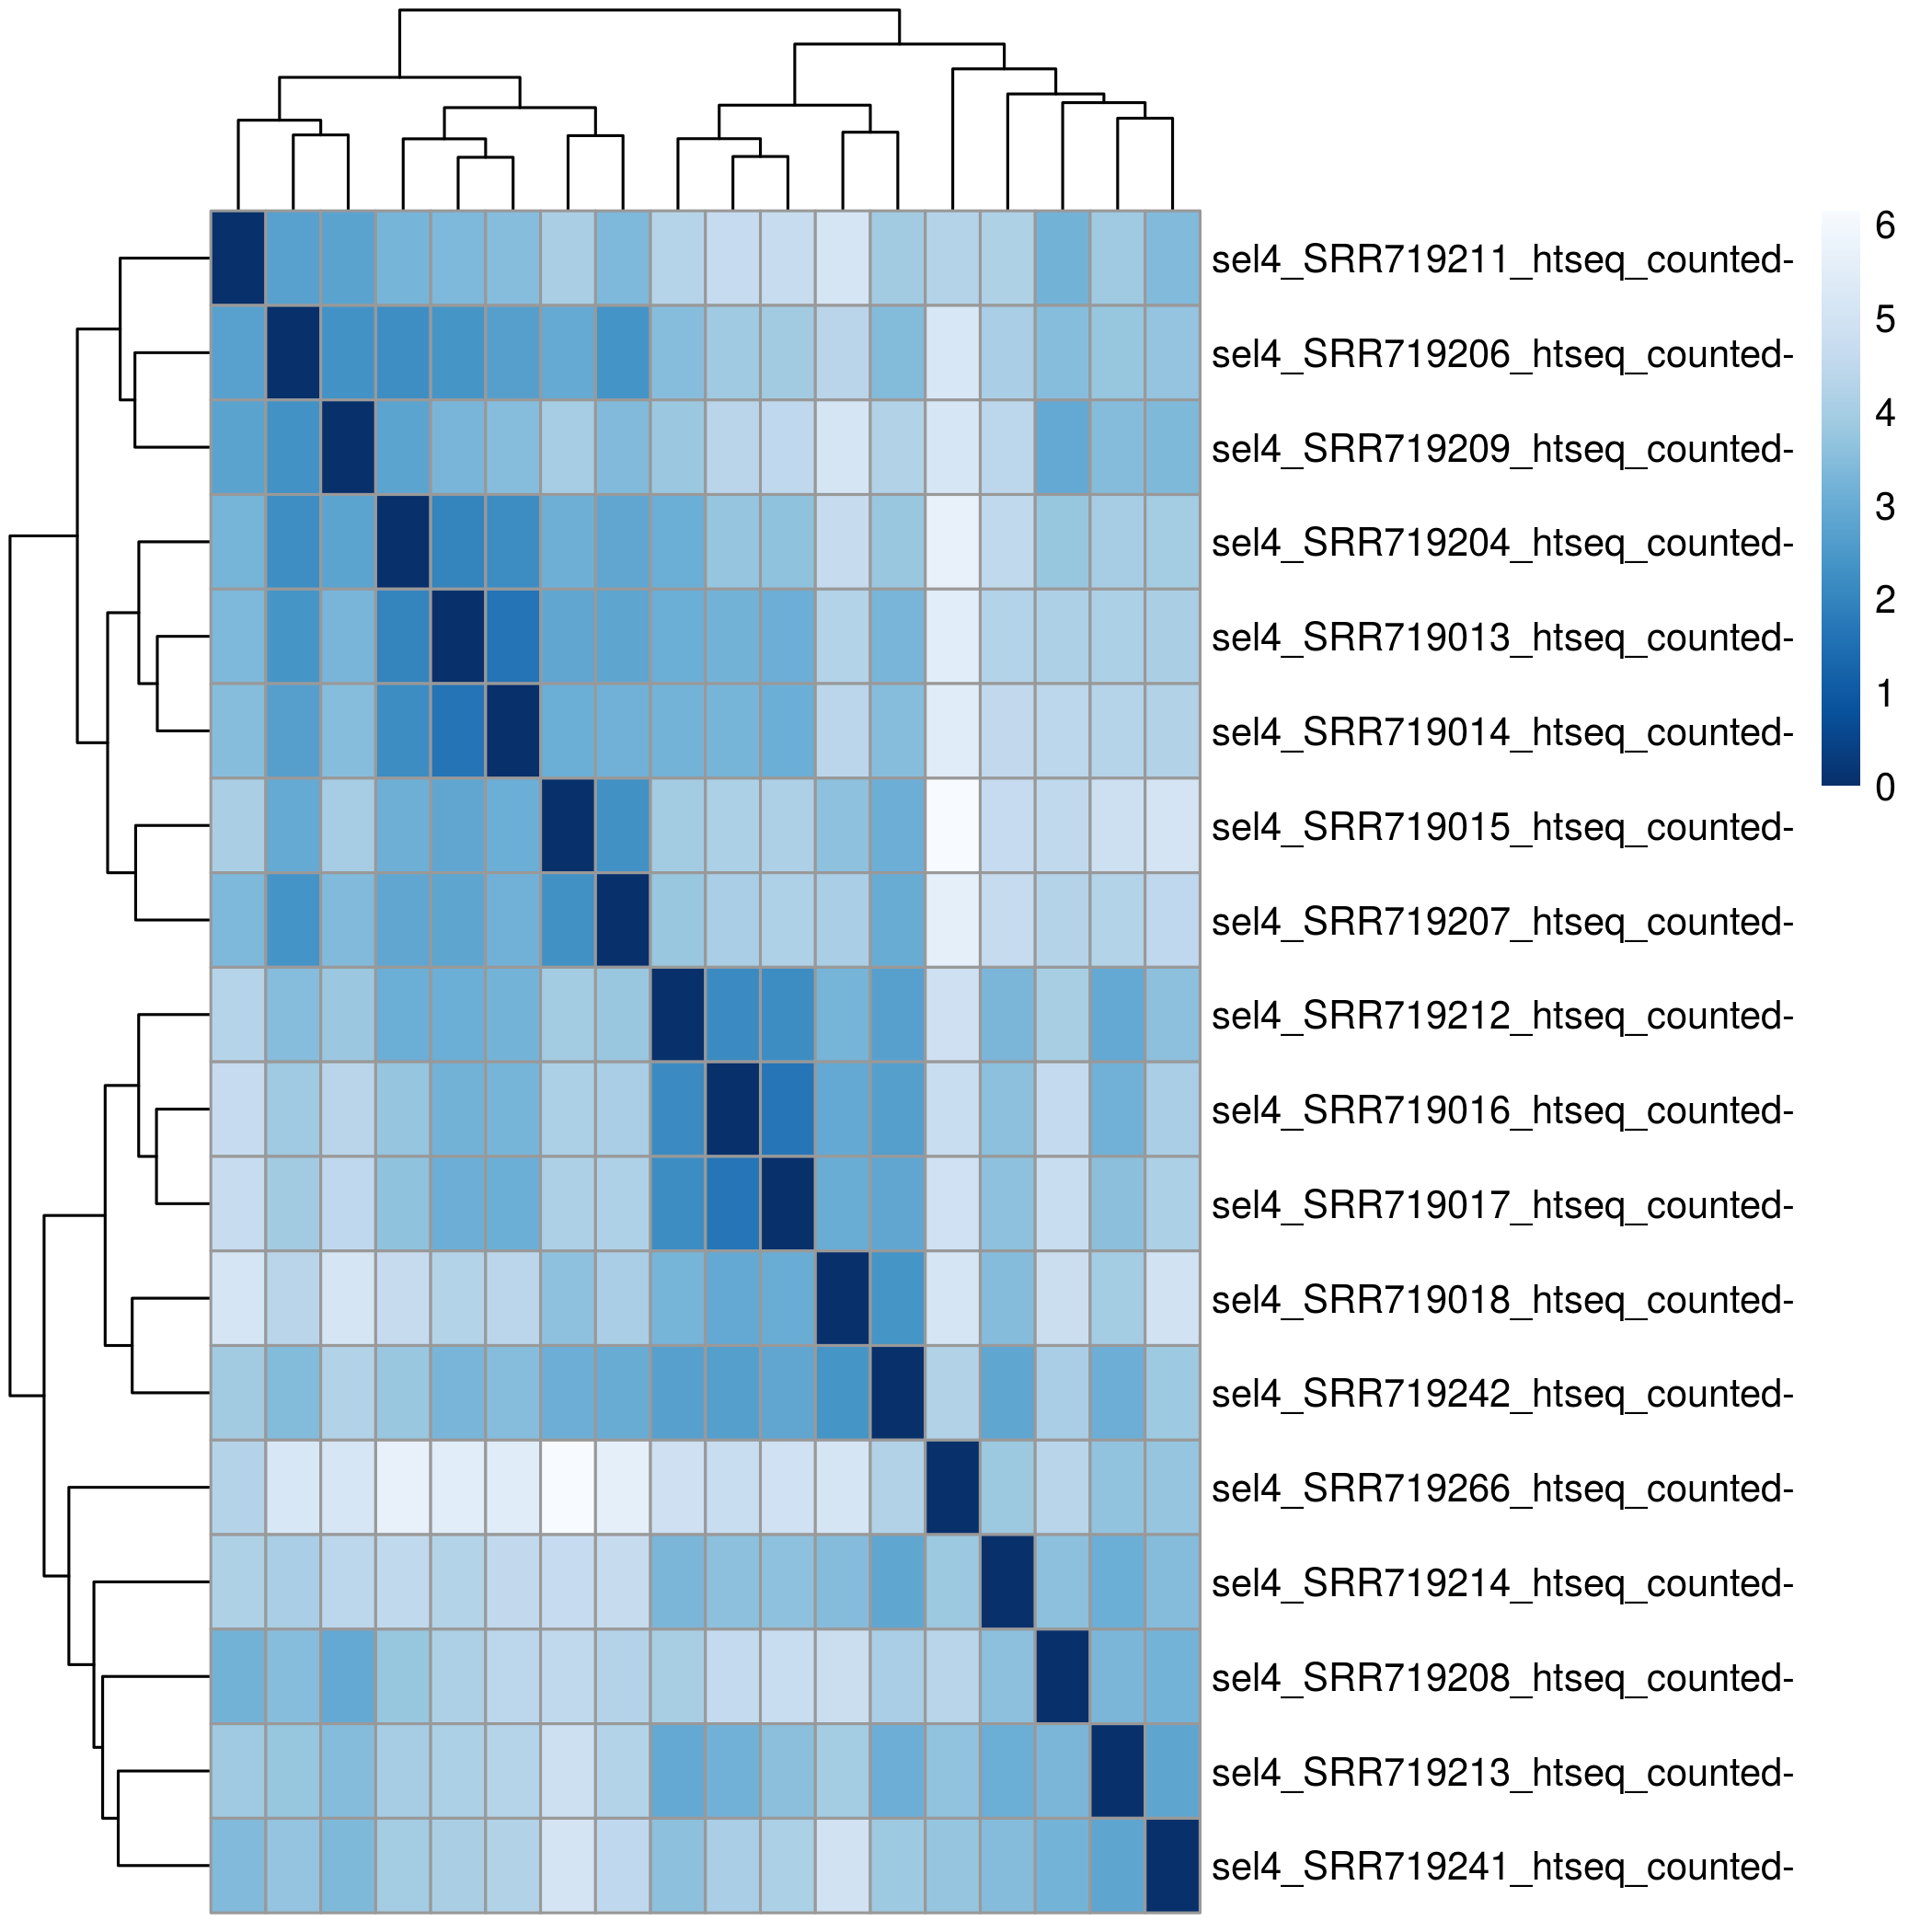 sel4_SRR719211_htseq_counted-
sel4_SRR719206_htseq_counted-
sel4_SRR719209_htseq_counted-
sel4_SRR719204_htseq_counted-
sel4_SRR719013_htseq_counted-
sel4_SRR719014_htseq_counted-
sel4_SRR719015_htseq_counted-
sel4_SRR719207_htseq_counted-
sel4_SRR719212_htseq_counted-
sel4_SRR719016_htseq_counted-
sel4_SRR719017_htseq_counted-
sel4_SRR719018_htseq_counted-
sel4_SRR719242_htseq_counted-
sel4_SRR719266_htseq_counted-
sel4_SRR719214_htseq_counted-
sel4_SRR719208_htseq_counted-
sel4_SRR719213_htseq_counted-
sel4_SRR719241_htseq_counted-
6
5
4
3
2
1
0